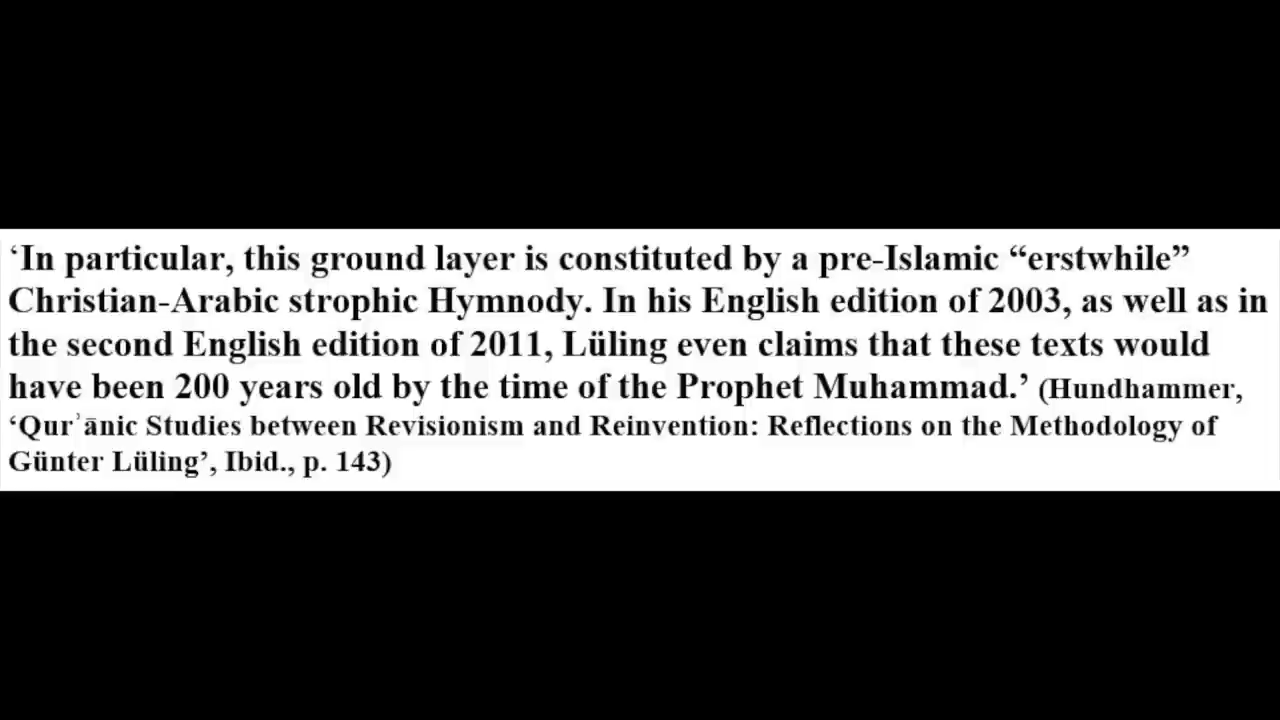 ‘In particular, this ground layer is constituted by a pre-Islamic “erstwhile”
Christian-Arabic strophic Hymnody. In his English edition of 2003, as well as in
the second English edition of 2011, Lüling even claims that these texts would
have been 200 years old by the time of the Prophet Muhammad.’ (Hundhammer,
‘Qurʾānic Studies between Revisionism and Reinvention: Reflections on the Methodology of
Günter Lüling’, Ibid., p. 143)